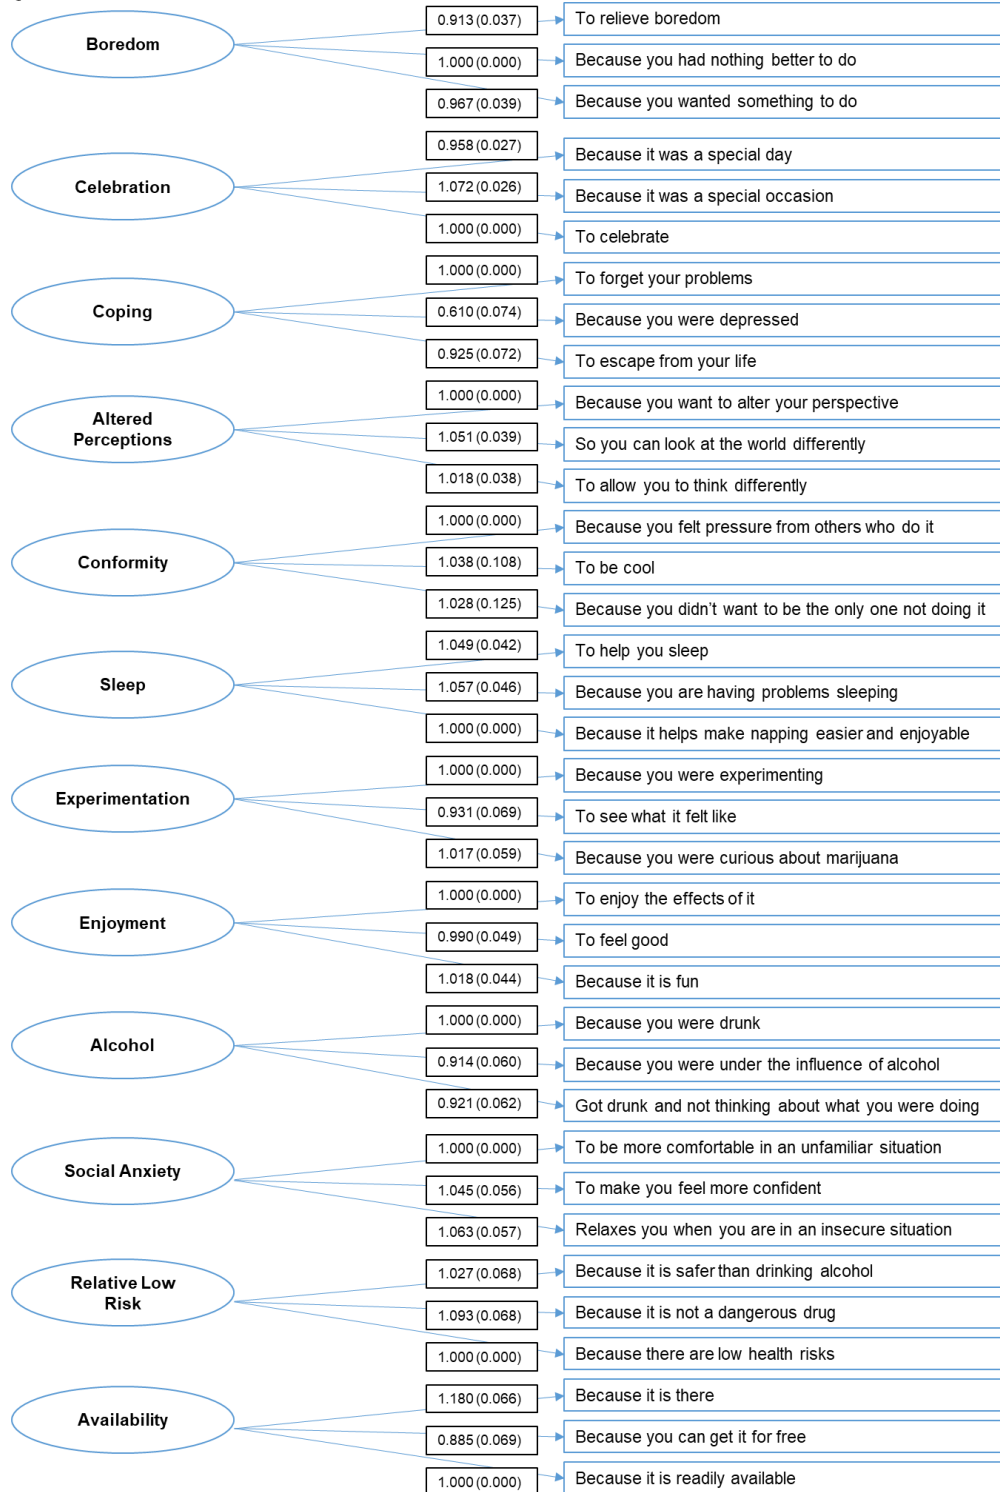 Boredom
0.913 (0.037) To relieve boredom
1.000 (0.000) Because you had nothing better to do
0.967 (0.039) Because you wanted something to do
Celebration
0.958 (0.027) Because it was a special day
1.072 (0.026) Because it was a special occasion
1.000 (0.000) To celebrate
Coping
1.000 (0.000) To forget your problems
0.610 (0.074) Because you were depressed
0.925 (0.072) To escape from your life
Altered
Perceptions
1.000 (0.000) Because you want to alter your perspective
1.051 (0.039) So you can look at the world differently
1.018 (0.038) To allow you to think differently
Conformity
1.000 (0.000) Because you felt pressure from others who do it
1.038 (0.108) To be cool
1.028 (0.125) Because you didn't want to be the only one not doing it
Sleep
1.049 (0.042) To help you sleep
1.057 (0.046) Because you are having problems sleeping
1.000 (0.000) Because it helps make napping easier and enjoyable
Experimentation
1.000 (0.000) Because you were experimenting
0.931 (0.069) To see what it felt like
1.017 (0.059) Because you were curious about marijuana
Enjoyment
1.000 (0.000) To enjoy the effects of it
0.990 (0.049) To feel good
1.018 (0.044) Because it is fun
Alcohol
1.000 (0.000) Because you were drunk
0.914 (0.060) Because you were under the influence of alcohol
0.921 (0.062) Got drunk and not thinking about what you were doing
Social Anxiety
1.000 (0.000) To be more comfortable in an unfamiliar situation
1.045 (0.056) To make you feel more confident
1.063 (0.057) Relaxes you when you are in an insecure situation
Relative Low
Risk
1.027 (0.068) Because it is safer than drinking alcohol
1.093 (0.068) Because it is not a dangerous drug
1.000 (0.000) Because there are low health risks
Availability
1.180 (0.066) Because it is there
0.885 (0.069) Because you can get it for free
1.000 (0.000) Because it is readily available